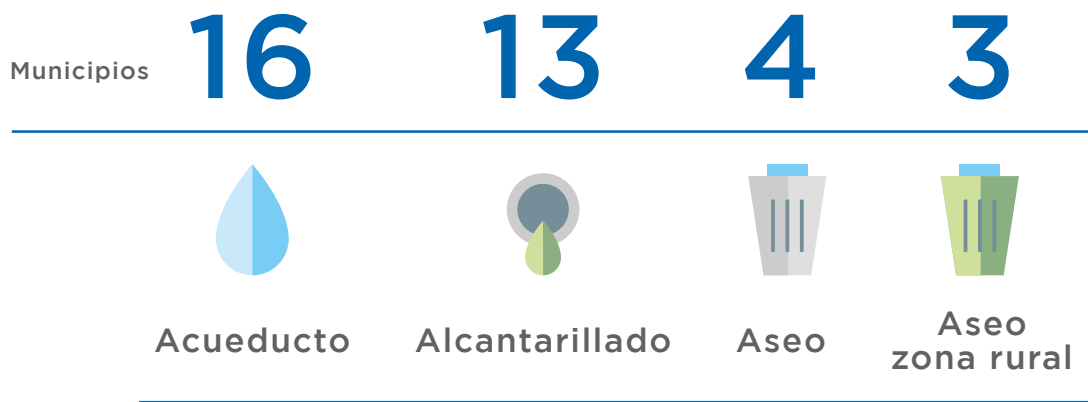 Municipios 16 13 4 3
Acueducto Alcantarillado Aseo Aseo
zona rural